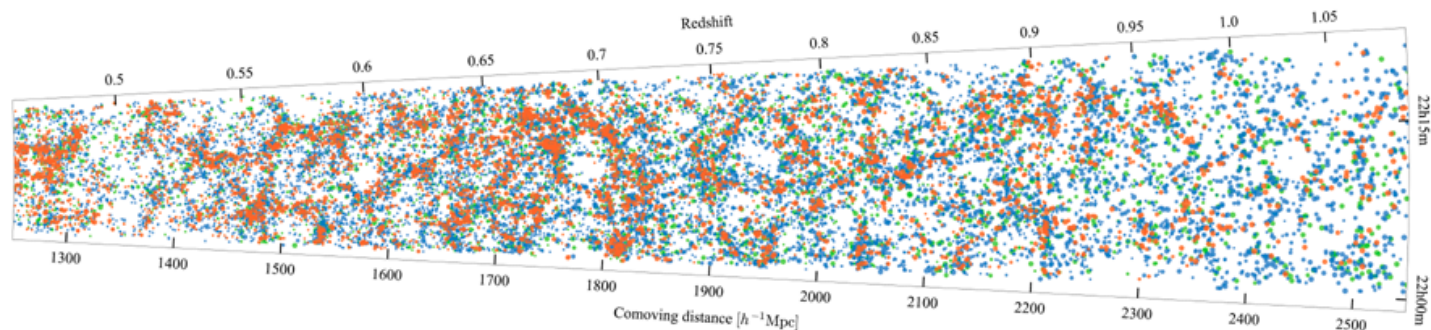 Redshift
0.5 0.55 0.6 0.65 0.7 0.75 0.8 0.85 0.9 0.95 1.0 1.05
22h15m
22h00m
1300 1400 1500 1600 1700 1800 1900 2000 2100 2200 2300 2400 2500
Comoving distance [h⁻¹Mpc]